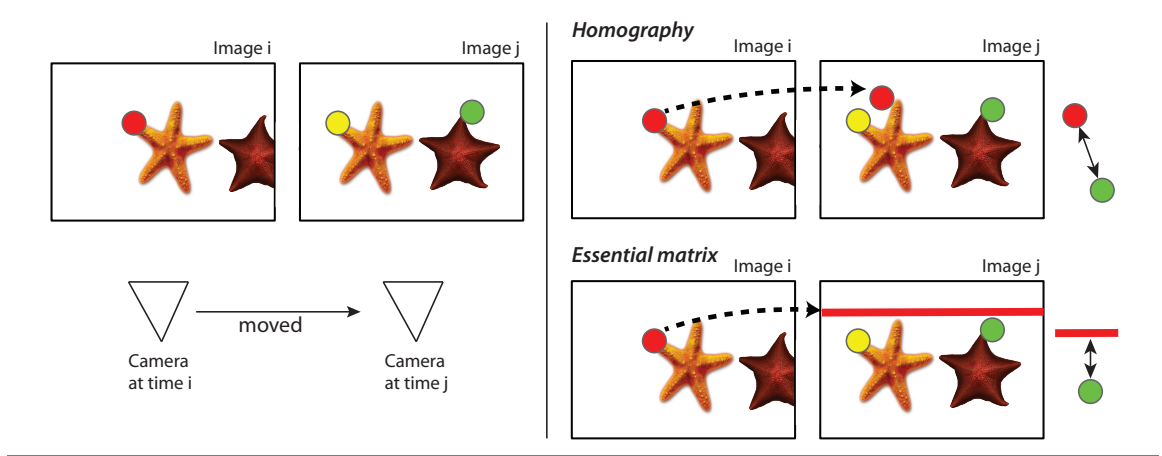 Image i
Image j
moved
Camera
at time i
Camera
at time j
Homography
Image i
Image j
Essential matrix
Image i
Image j